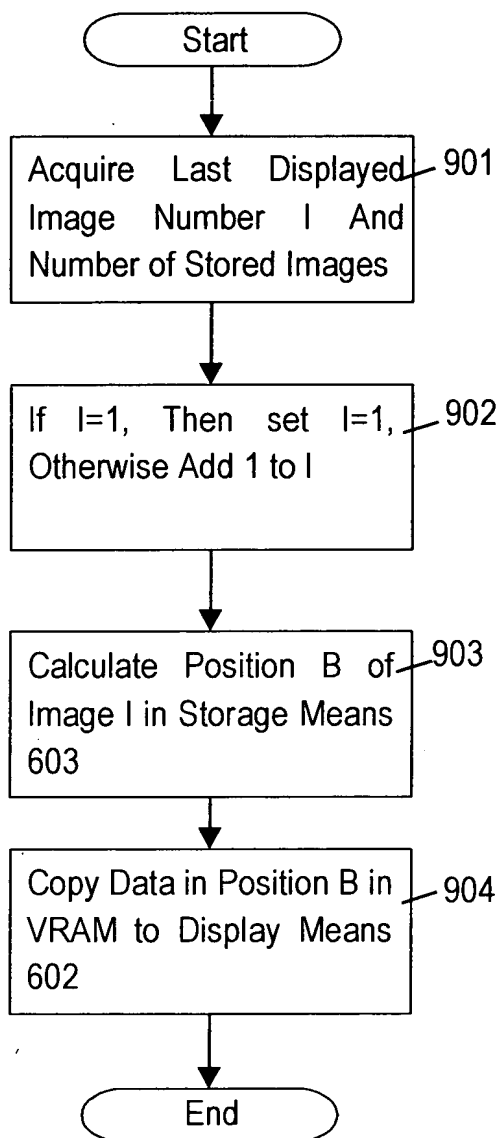 Start
Acquire Last Displayed
Image Number I And
Number of Stored Images
901
If I=1, Then set I=1,
Otherwise Add 1 to I
902
Calculate Position B of
Image I in Storage Means
603
903
Copy Data in Position B in
VRAM to Display Means
602
904
End